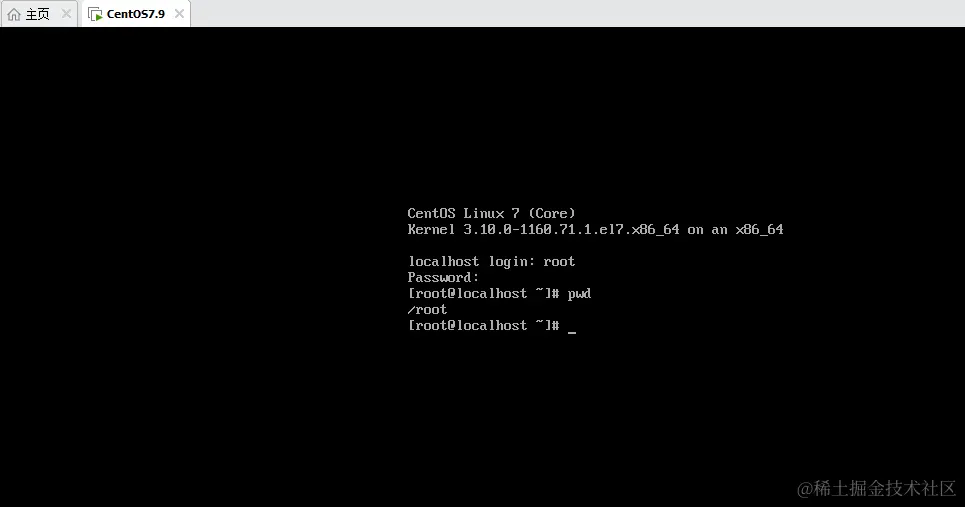 主页
CentOS7.9
CentOS Linux 7 (Core)
Kernel 3.10.0-1160.71.1.el7.x86_64 on an x86_64
localhost login: root
Password:
[root@localhost ~]# pwd
/root
[root@localhost ~]# _
@稀土掘金技术社区